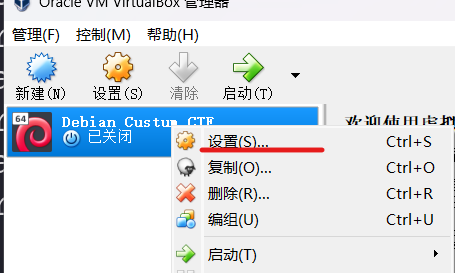 Oracle VM VirtualBox 管理器
管理(F) 控制(M) 帮助(H)
新建(N) 设置(S) 清除 启动(T)
64
Debian Custum CTF
已关闭
欢迎使用虚拟
设置(S)... Ctrl+S
复制(O)... Ctrl+O
删除(R)... Ctrl+R
编组(U) Ctrl+U
启动(T)